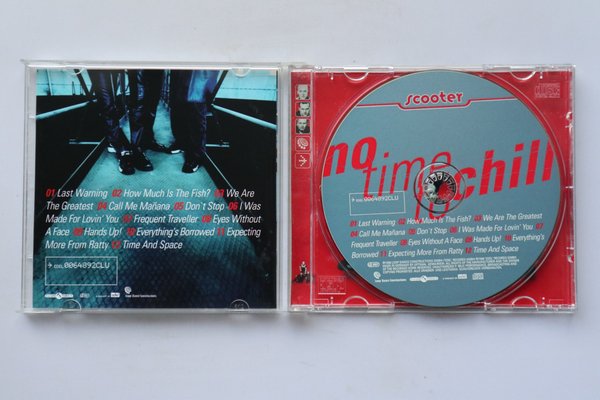 01 Last Warning 02 How Much Is The Fish? 03 We Are
The Greatest 04 Call Me Mañana 05 Don´t Stop 06 I Was
Made For Lovin´ You 07 Frequent Traveller 08 Eyes Without
A Face 09 Hands Up! 10 Everything's Borrowed 11 Expecting
More From Ratty 12 Time And Space
0064092CLU
scooter
no time to chill
0064092CLU
01 Last Warning 02 How Much Is The Fish? 03 We Are The Greatest
04 Call Me Mañana 05 Don´t Stop 06 I Was Made For Lovin´ You 07
Frequent Traveller 08 Eyes Without A Face 09 Hands Up! 10 Everything's
Borrowed 11 Expecting More From Ratty 12 Time And Space